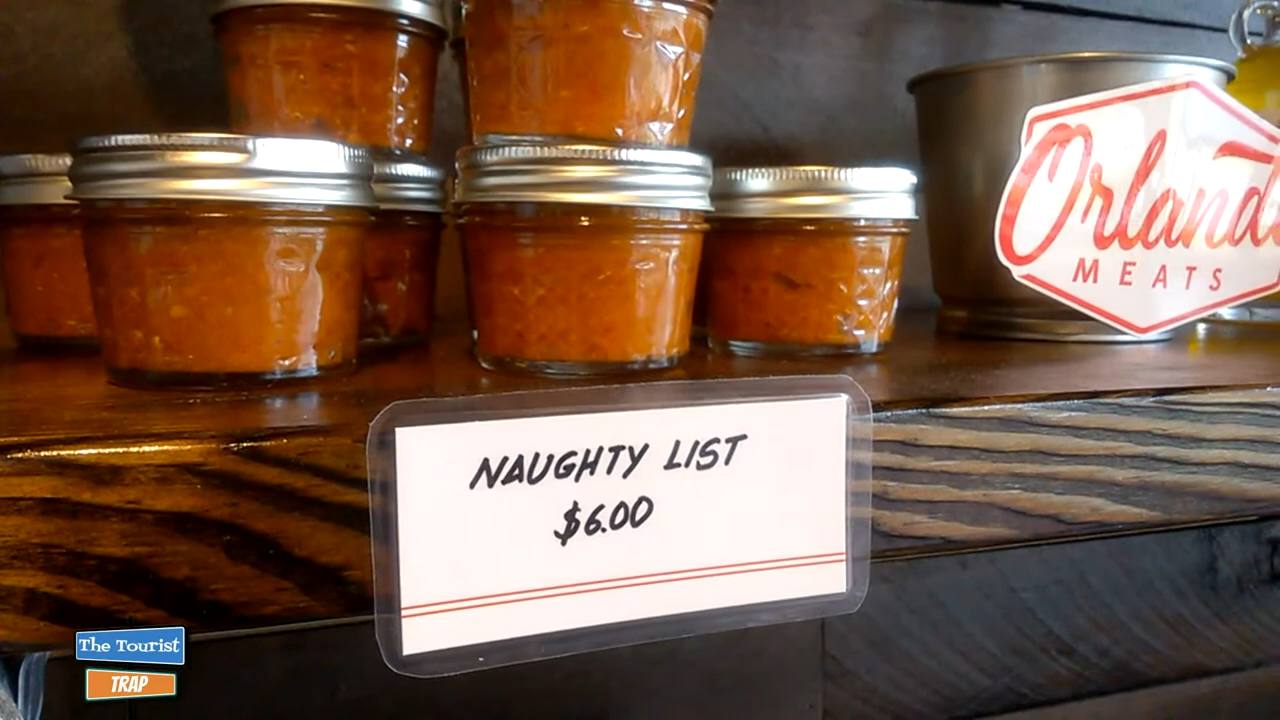 Orland
MEATS
NAUGHTY LIST
$6.00
The Tourist
TRAP